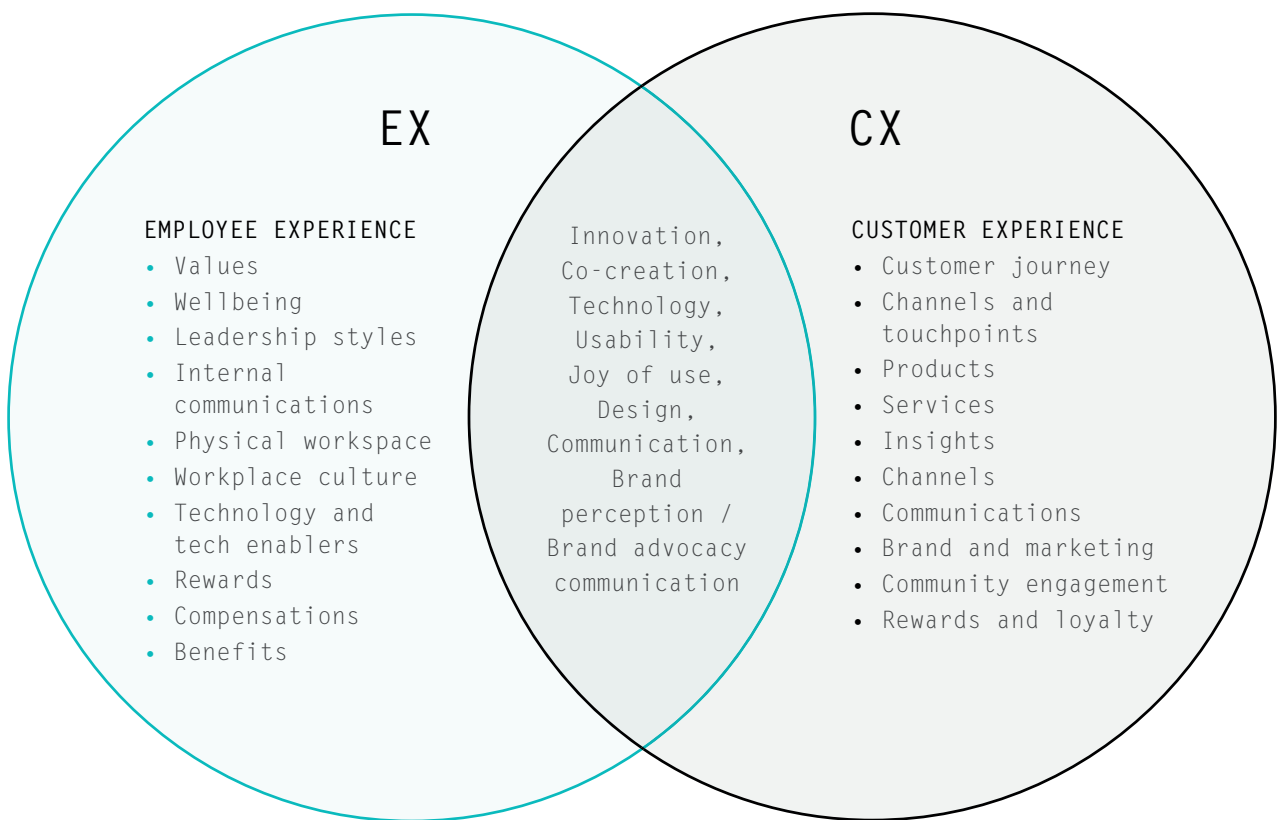 EX
EMPLOYEE EXPERIENCE
• Values
• Wellbeing
• Leadership styles
• Internal
communications
• Physical workspace
• Workplace culture
• Technology and
tech enablers
• Rewards
• Compensations
• Benefits
Innovation,
Co-creation,
Technology,
Usability,
Joy of use,
Design,
Communication,
Brand
perception /
Brand advocacy
communication
CX
CUSTOMER EXPERIENCE
• Customer journey
• Channels and
touchpoints
• Products
• Services
• Insights
• Channels
• Communications
• Brand and marketing
• Community engagement
• Rewards and loyalty